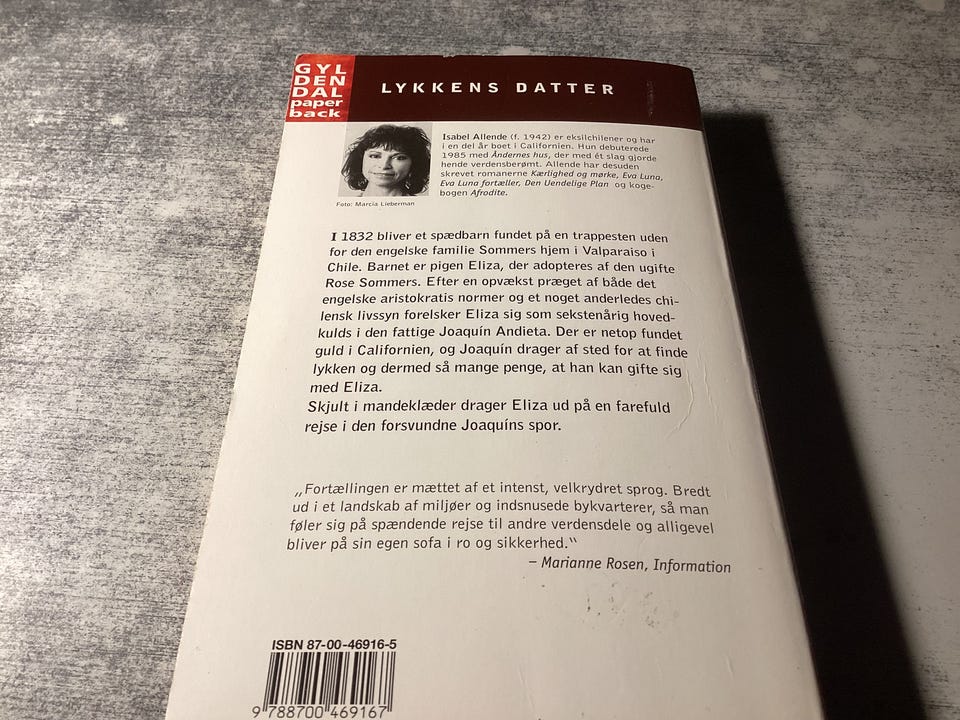 GYL
DEN
DAL
paper
back
LYKKENS DATTER
Isabel Allende (f. 1942) er eksilchilener og har
i en del år boet i Californien. Hun debuterede
1985 med Åndernes hus, der med ét slag gjorde
hende verdensberømt. Allende har desuden
skrevet romanerne Kærlighed og mørke, Eva Luna,
Eva Luna fortæller, Den Uendelige Plan og koge-
bogen Afrodite.
Foto: Marcia Lieberman
I 1832 bliver et spædbarn fundet på en trappesten uden
for den engelske familie Sommers hjem i Valparaiso i
Chile. Barnet er pigen Eliza, der adopteres af den ugifte
Rose Sommers. Efter en opvækst præget af både det
engelske aristokratis normer og et noget anderledes chi-
lensk livssyn forelsker Eliza sig som sekstenårig hoved-
kulds i den fattige Joaquín Andieta. Der er netop fundet
guld i Californien, og Joaquín drager af sted for at finde
lykken og dermed så mange penge, at han kan gifte sig
med Eliza.
Skjult i mandeklæder drager Eliza ud på en farefuld
rejse i den forsvundne Joaquíns spor.
„Fortællingen er mættet af et intenst, velkrydret sprog. Bredt
ud i et landskab af miljøer og indsnusede bykvarterer, så man
føler sig på spændende rejse til andre verdensdele og alligevel
bliver på sin egen sofa i ro og sikkerhed.“
– Marianne Rosen, Information
ISBN 87-00-46916-5
9 788700 469167